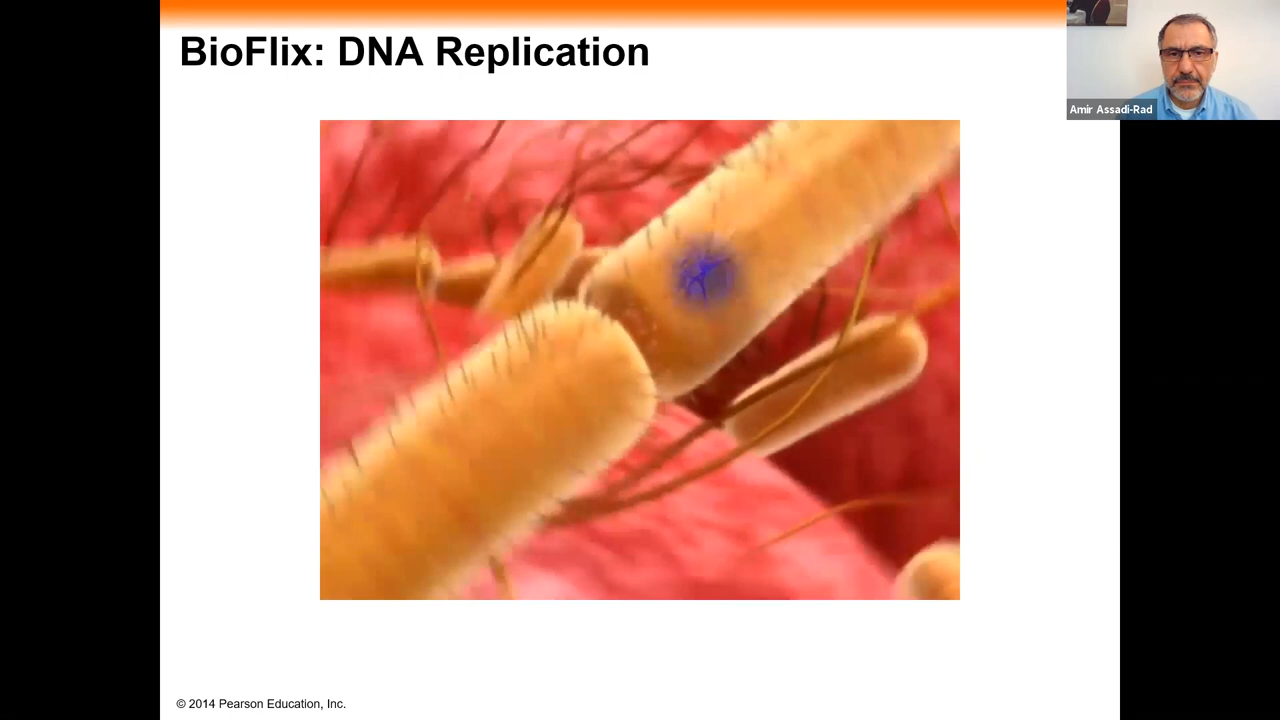 BioFlix: DNA Replication
Amir Assadi-Rad
© 2014 Pearson Education, Inc.